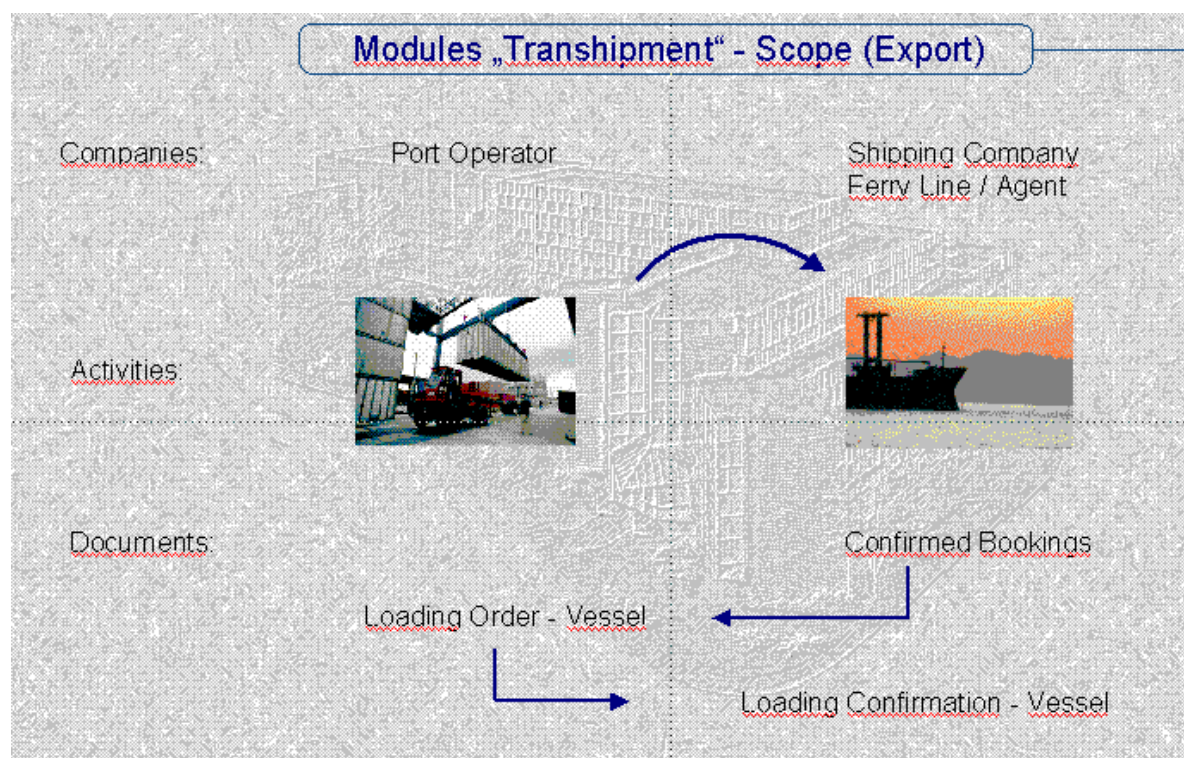 Modules „Transhipment“ - Scope (Export)
Companies: Port Operator Shipping Company
Ferry Line / Agent
Activities:
Documents: Confirmed Bookings
Loading Order - Vessel
Loading Confirmation - Vessel